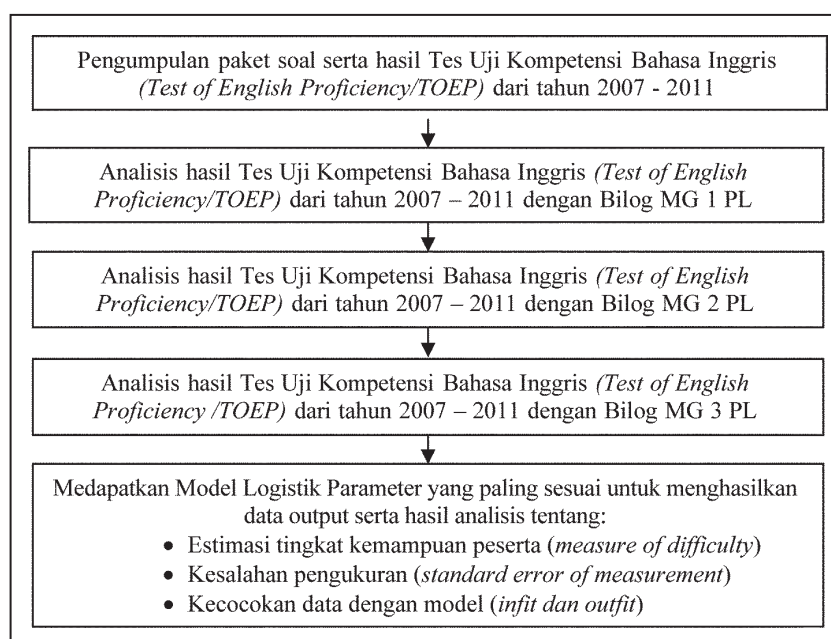 Pengumpulan paket soal serta hasil Tes Uji Kompetensi Bahasa Inggris
(Test of English Proficiency/TOEP) dari tahun 2007 - 2011
Analisis hasil Tes Uji Kompetensi Bahasa Inggris (Test of English
Proficiency/TOEP) dari tahun 2007 – 2011 dengan Bilog MG 1 PL
Analisis hasil Tes Uji Kompetensi Bahasa Inggris (Test of English
Proficiency/TOEP) dari tahun 2007 – 2011 dengan Bilog MG 2 PL
Analisis hasil Tes Uji Kompetensi Bahasa Inggris (Test of English
Proficiency /TOEP) dari tahun 2007 – 2011 dengan Bilog MG 3 PL
Medapatkan Model Logistik Parameter yang paling sesuai untuk menghasilkan
data output serta hasil analisis tentang:
• Estimasi tingkat kemampuan peserta (measure of difficulty)
• Kesalahan pengukuran (standard error of measurement)
• Kecocokan data dengan model (infit dan outfit)